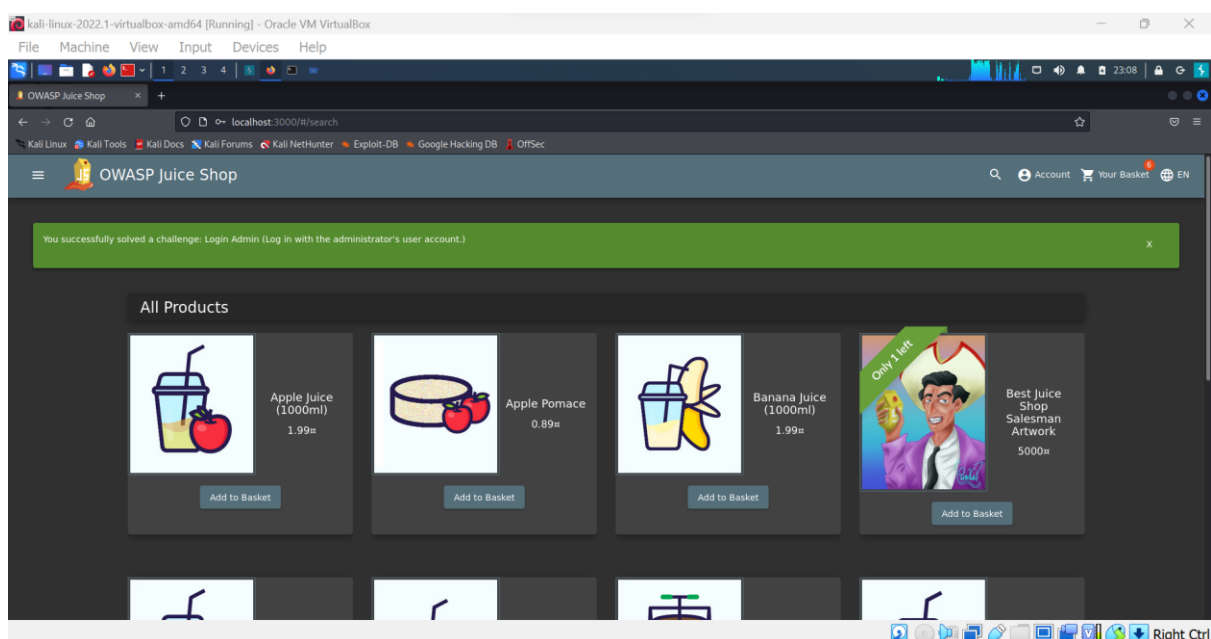 kali-linux-2022.1-virtualbox-amd64 [Running] - Oracle VM VirtualBox
File Machine View Input Devices Help
1 2 3 4 23:08
OWASP Juice Shop
localhost:3000/#/search
Kali Linux Kali Tools Kali Docs Kali Forums Kali NetHunter Exploit-DB Google Hacking DB OffSec
OWASP Juice Shop Account Your Basket 6 EN
You successfully solved a challenge: Login Admin (Log in with the administrator's user account.) X
All Products
Only 1 left
Apple Juice
(1000ml)
1.99¤
Add to Basket
Apple Pomace
0.89¤
Add to Basket
Banana Juice
(1000ml)
1.99¤
Add to Basket
Best Juice
Shop
Salesman
Artwork
5000¤
Add to Basket
Right Ctrl